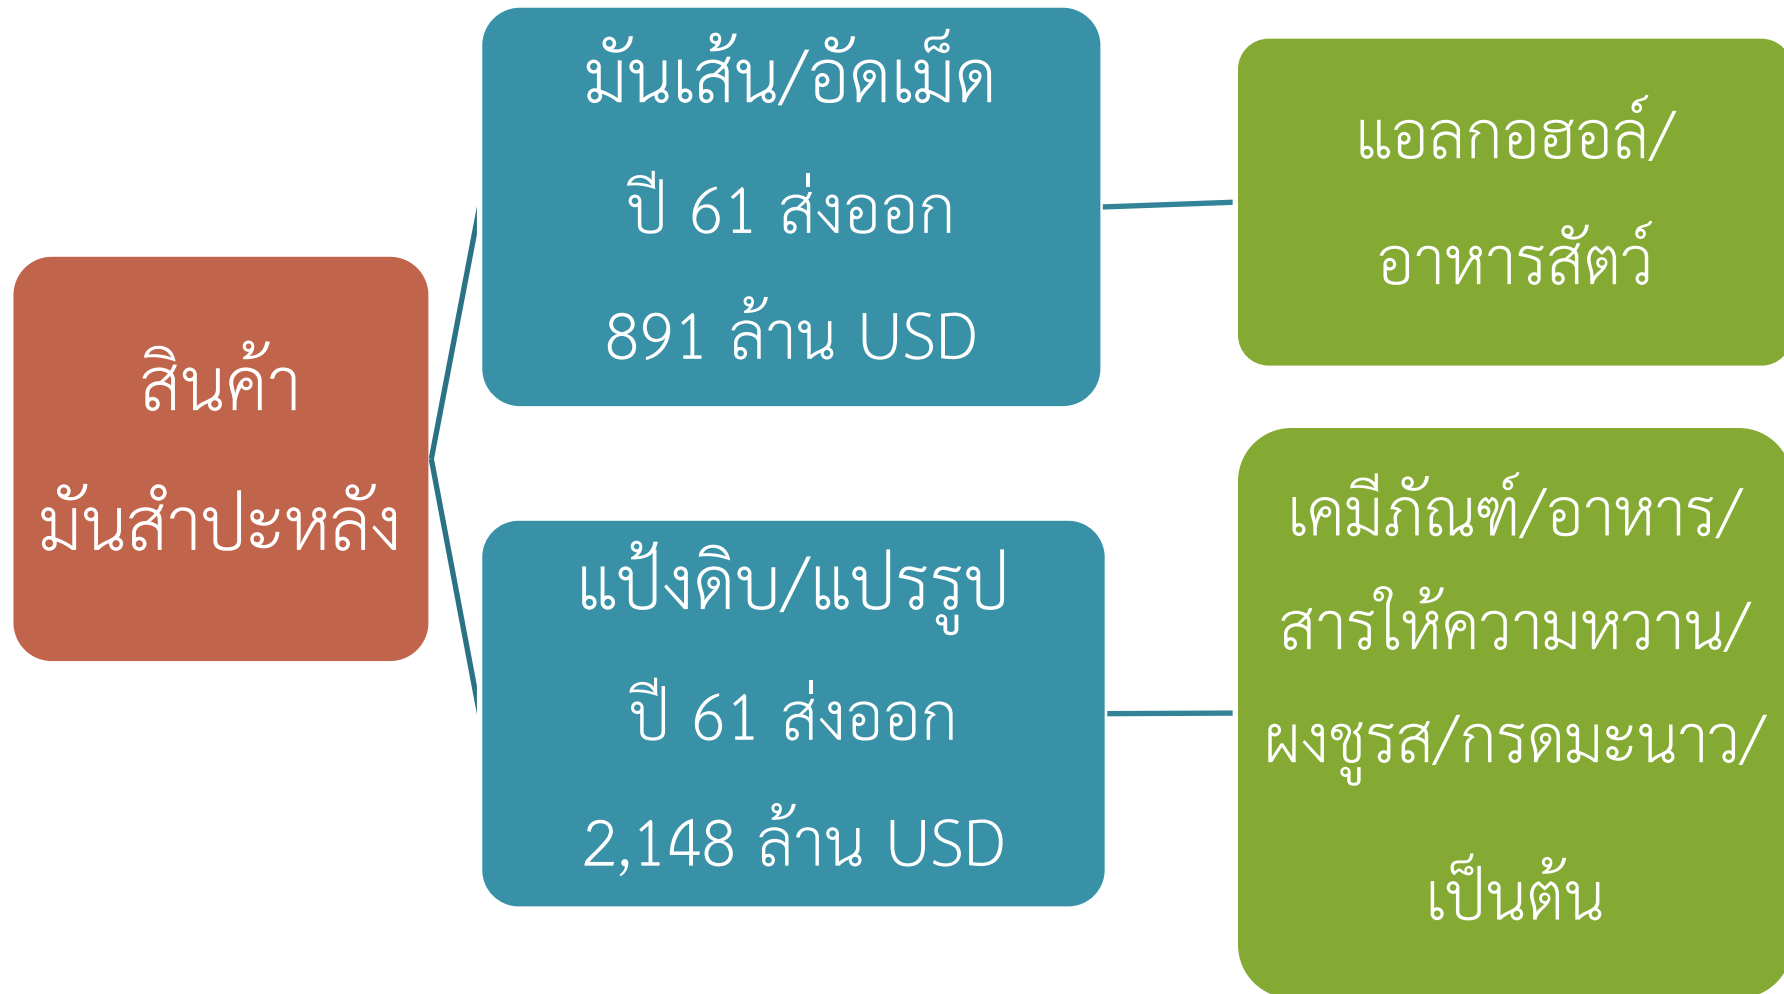 สินค้า
มันสำปะหลัง
มันเส้น/อัดเม็ด
ปี 61 ส่งออก
891 ล้าน USD
แอลกอฮอล์/
อาหารสัตว์
แป้งดิบ/แปรรูป
ปี 61 ส่งออก
2,148 ล้าน USD
เคมีภัณฑ์/อาหาร/
สารให้ความหวาน/
ผงชูรส/กรดมะนาว/
เป็นต้น